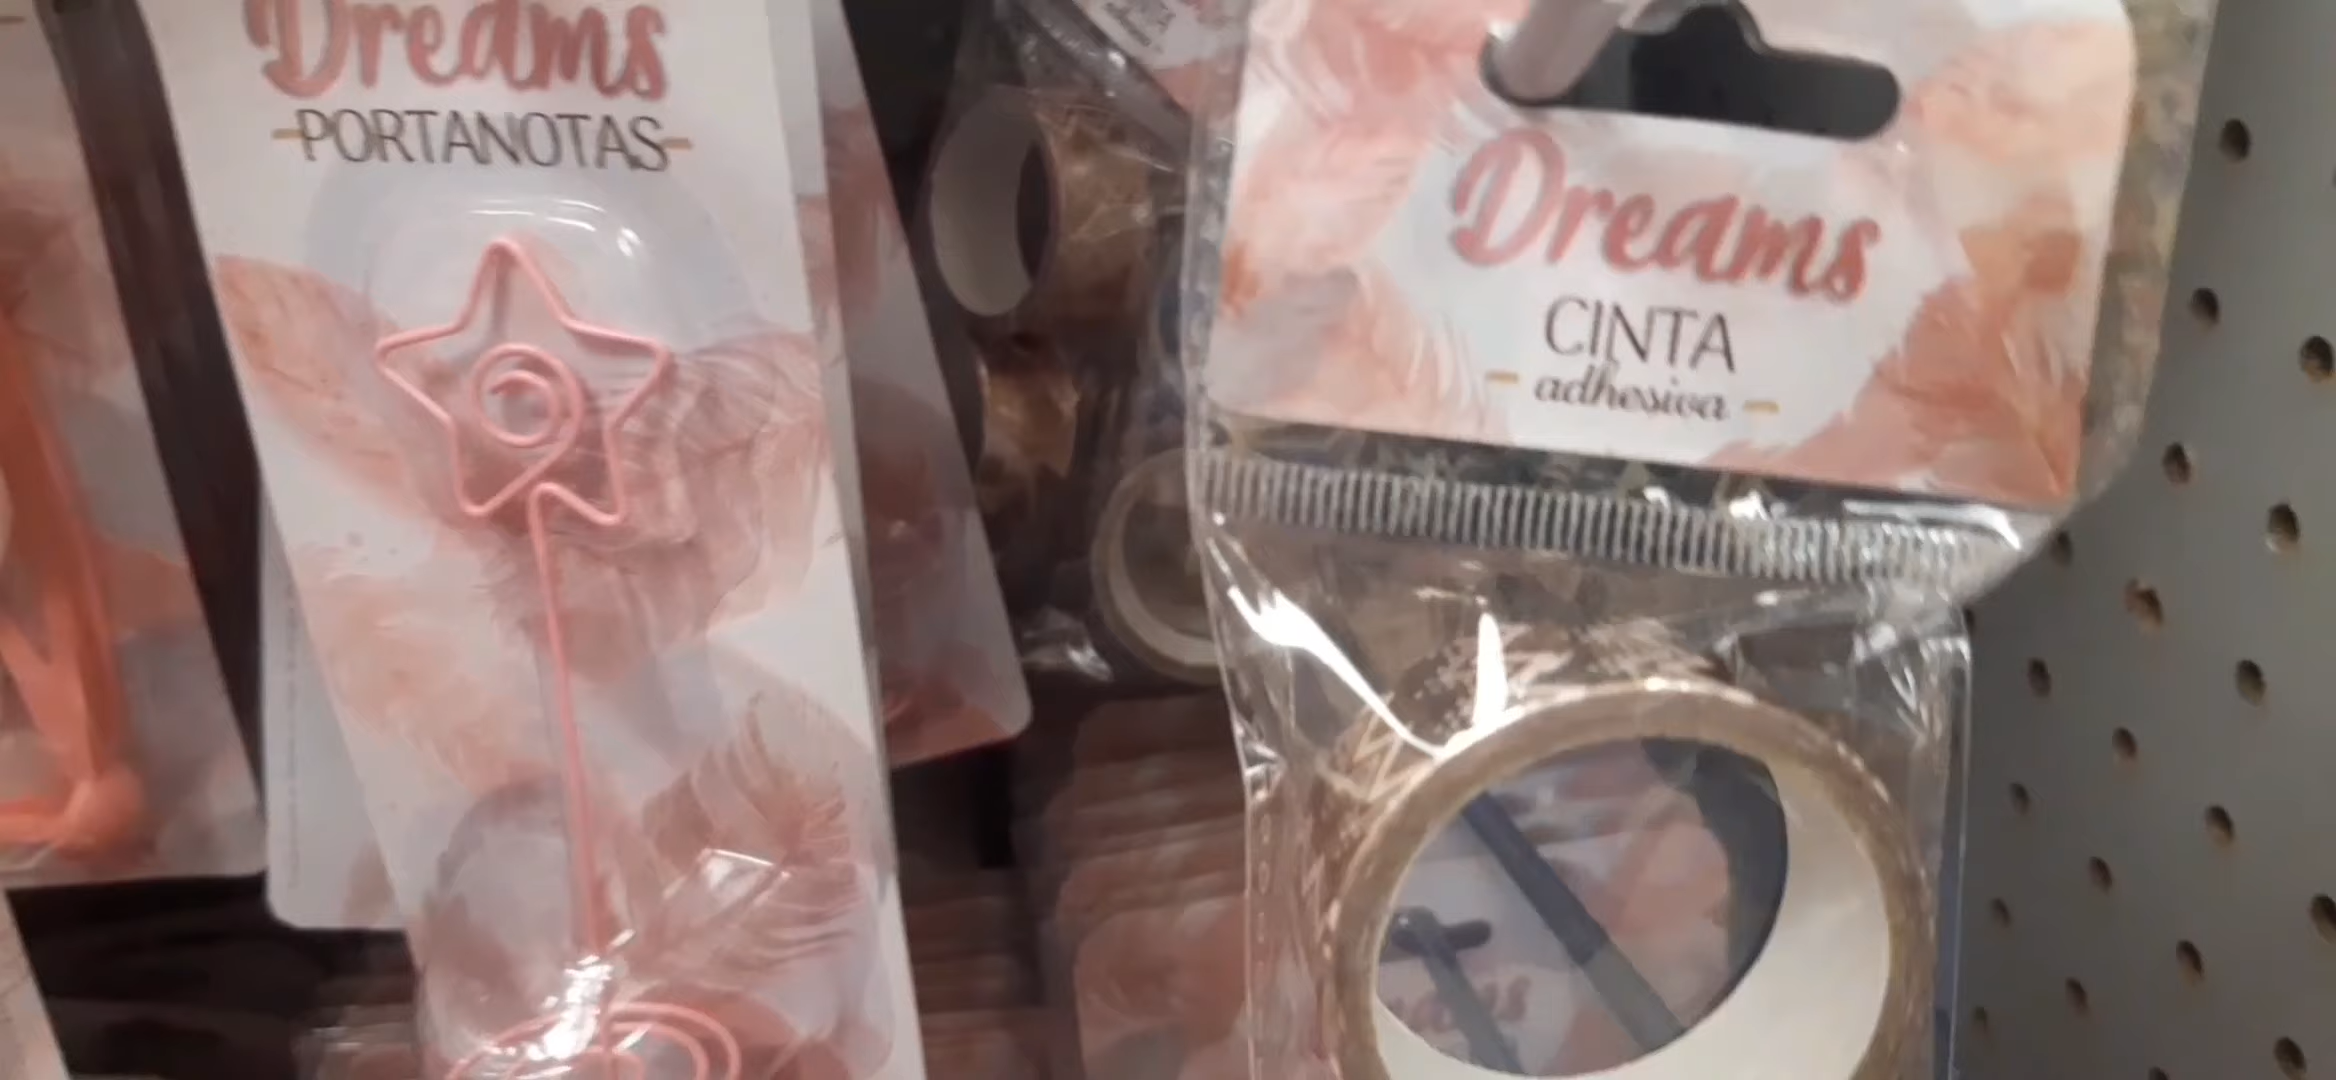 Dreams
PORTANOTAS
Dreams
CINTA
adhesiva